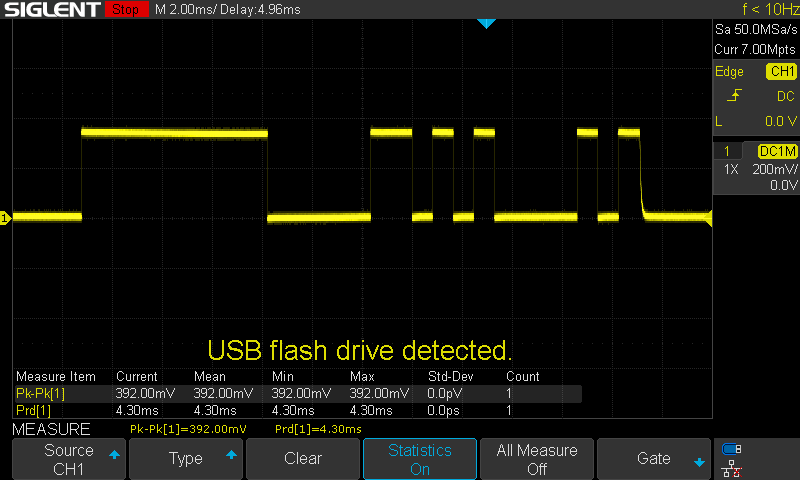 SIGLENT Stop M 2.00ms/ Delay:4.96ms f < 10Hz
Sa 50.0MSa/s
Curr 7.00Mpts
Edge CH1
DC
L 0.0 V
1 DC1M
1X 200mV/
0.0V
1
USB flash drive detected.
Measure Item Current Mean Min Max Std-Dev Count
Pk-Pk[1] 392.00mV 392.00mV 392.00mV 392.00mV 0.0pV 1
Prd[1] 4.30ms 4.30ms 4.30ms 4.30ms 0.0ps 1
MEASURE Pk-Pk[1]=392.00mV Prd[1]=4.30ms
Source
CH1
Type
Clear
Statistics
On
All Measure
Off
Gate